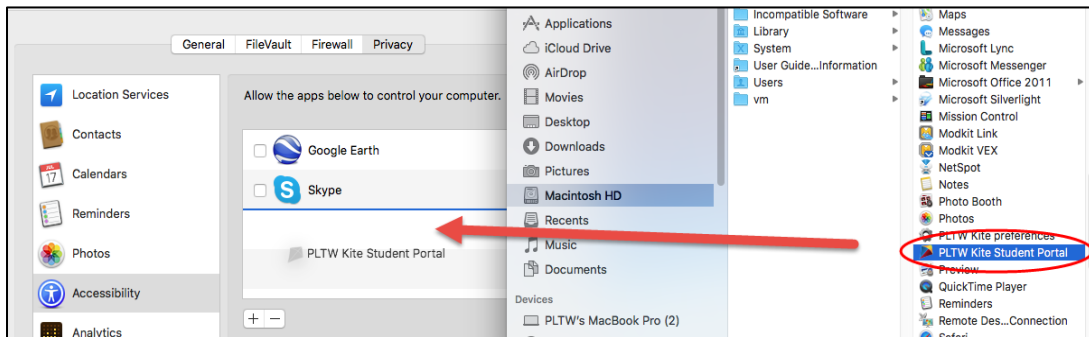 General
FileVault
Firewall
Privacy
Location Services
Contacts
JUL
17
Calendars
Reminders
Photos
Accessibility
Analytics
Allow the apps below to control your computer.
Google Earth
Skype
PLTW Kite Student Portal
+ −
Applications
iCloud Drive
AirDrop
Movies
Desktop
Downloads
Pictures
Macintosh HD
Recents
Music
Documents
Devices
PLTW's MacBook Pro (2)
Incompatible Software
Library
System
User Guide...Information
Users
vm
Maps
Messages
Microsoft Lync
Microsoft Messenger
Microsoft Office 2011
Microsoft Silverlight
Mission Control
Modkit Link
Modkit VEX
NetSpot
Notes
Photo Booth
Photos
PLTW Kite preferences
PLTW Kite Student Portal
Preview
QuickTime Player
Reminders
Remote Des...Connection
Safari